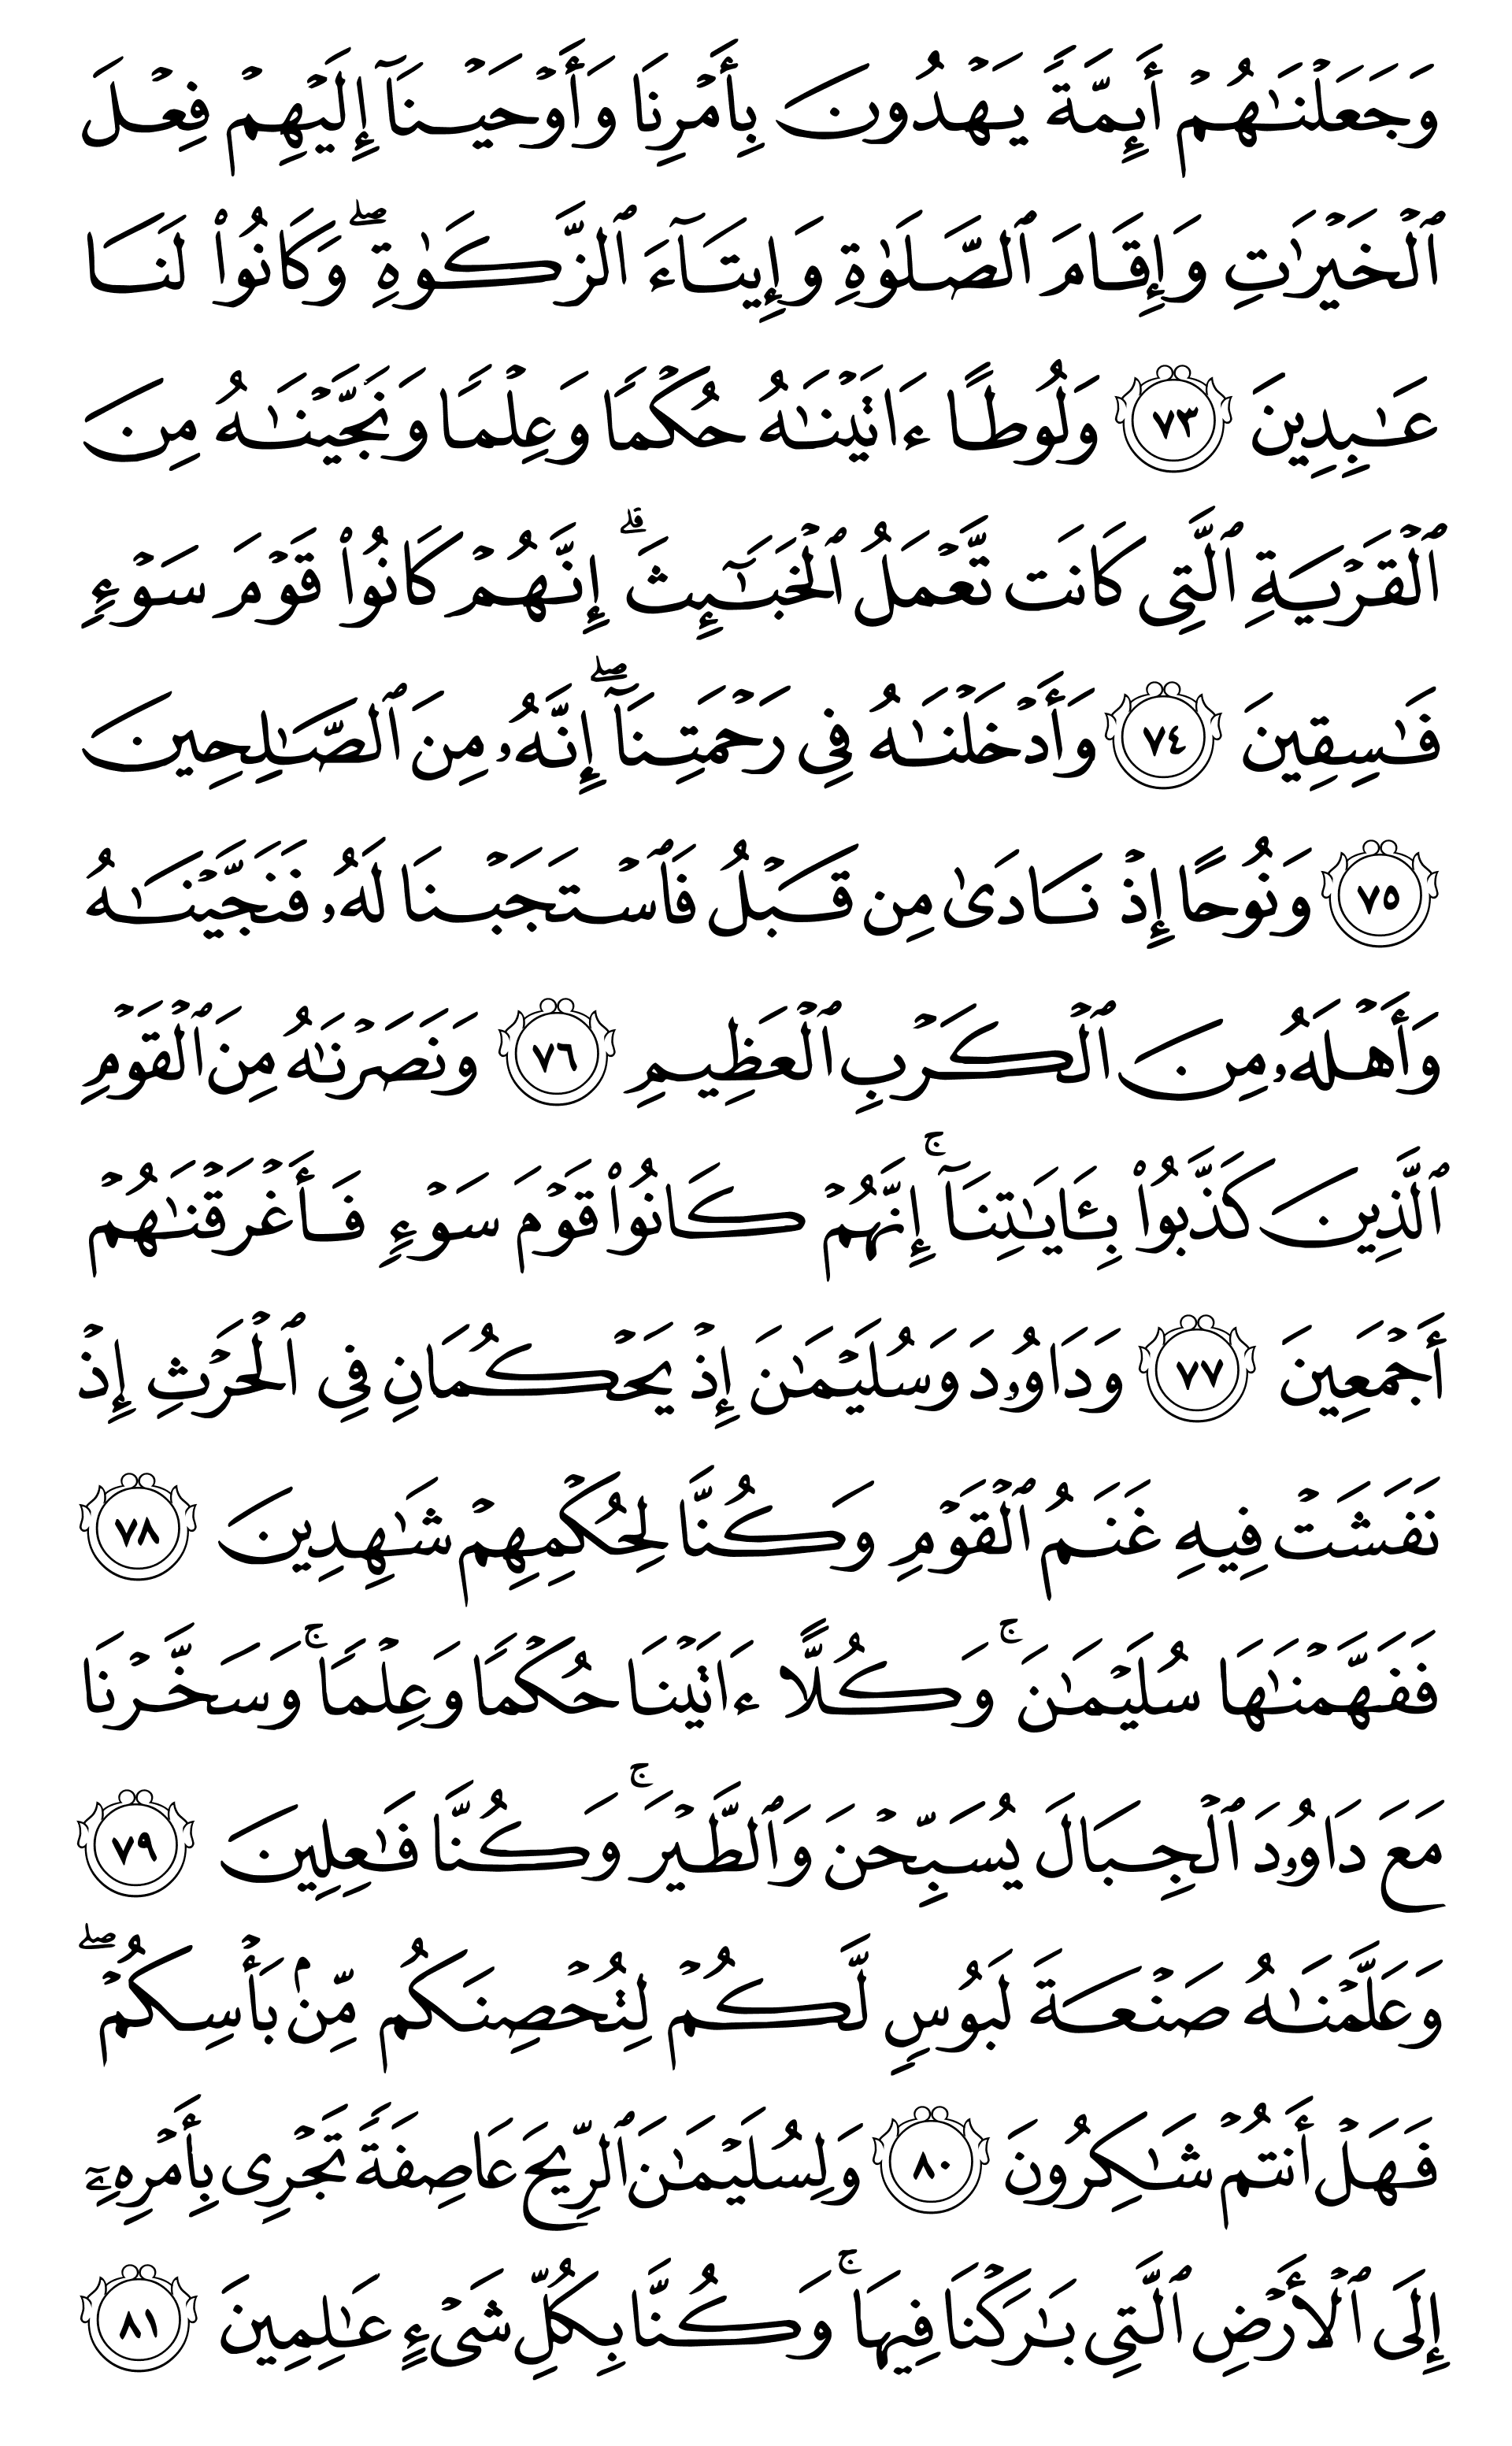 وَجَعَلۡنَٰهُمۡ أَئِمَّةٗ يَهۡدُونَ بِأَمۡرِنَا وَأَوۡحَيۡنَآ إِلَيۡهِمۡ فِعۡلَ
ٱلۡخَيۡرَٰتِ وَإِقَامَ ٱلصَّلَوٰةِ وَإِيتَآءَ ٱلزَّكَوٰةِۖ وَكَانُواْ لَنَا
عَٰبِدِينَ ٧٣ وَلُوطًا ءَاتَيۡنَٰهُ حُكۡمٗا وَعِلۡمٗا وَنَجَّيۡنَٰهُ مِنَ
ٱلۡقَرۡيَةِ ٱلَّتِي كَانَت تَّعۡمَلُ ٱلۡخَبَٰٓئِثَۚ إِنَّهُمۡ كَانُواْ قَوۡمَ سَوۡءٖ
فَٰسِقِينَ ٧٤ وَأَدۡخَلۡنَٰهُ فِي رَحۡمَتِنَآۖ إِنَّهُۥ مِنَ ٱلصَّٰلِحِينَ
٧٥ وَنُوحًا إِذۡ نَادَىٰ مِن قَبۡلُ فَٱسۡتَجَبۡنَا لَهُۥ فَنَجَّيۡنَٰهُ
وَأَهۡلَهُۥ مِنَ ٱلۡكَرۡبِ ٱلۡعَظِيمِ ٧٦ وَنَصَرۡنَٰهُ مِنَ ٱلۡقَوۡمِ
ٱلَّذِينَ كَذَّبُواْ بِـَٔايَٰتِنَآۚ إِنَّهُمۡ كَانُواْ قَوۡمَ سَوۡءٖ فَأَغۡرَقۡنَٰهُمۡ
أَجۡمَعِينَ ٧٧ وَدَاوُۥدَ وَسُلَيۡمَٰنَ إِذۡ يَحۡكُمَانِ فِي ٱلۡحَرۡثِ إِذۡ
نَفَشَتۡ فِيهِ غَنَمُ ٱلۡقَوۡمِ وَكُنَّا لِحُكۡمِهِمۡ شَٰهِدِينَ ٧٨
فَفَهَّمۡنَٰهَا سُلَيۡمَٰنَۚ وَكُلًّا ءَاتَيۡنَا حُكۡمٗا وَعِلۡمٗاۚ وَسَخَّرۡنَا
مَعَ دَاوُۥدَ ٱلۡجِبَالَ يُسَبِّحۡنَ وَٱلطَّيۡرَۚ وَكُنَّا فَٰعِلِينَ ٧٩
وَعَلَّمۡنَٰهُ صَنۡعَةَ لَبُوسٖ لَّكُمۡ لِتُحۡصِنَكُم مِّنۢ بَأۡسِكُمۡۖ
فَهَلۡ أَنتُمۡ شَٰكِرُونَ ٨٠ وَلِسُلَيۡمَٰنَ ٱلرِّيحَ عَاصِفَةٗ تَجۡرِي بِأَمۡرِهِۦٓ
إِلَى ٱلۡأَرۡضِ ٱلَّتِي بَٰرَكۡنَا فِيهَاۚ وَكُنَّا بِكُلِّ شَيۡءٍ عَٰلِمِينَ ٨١